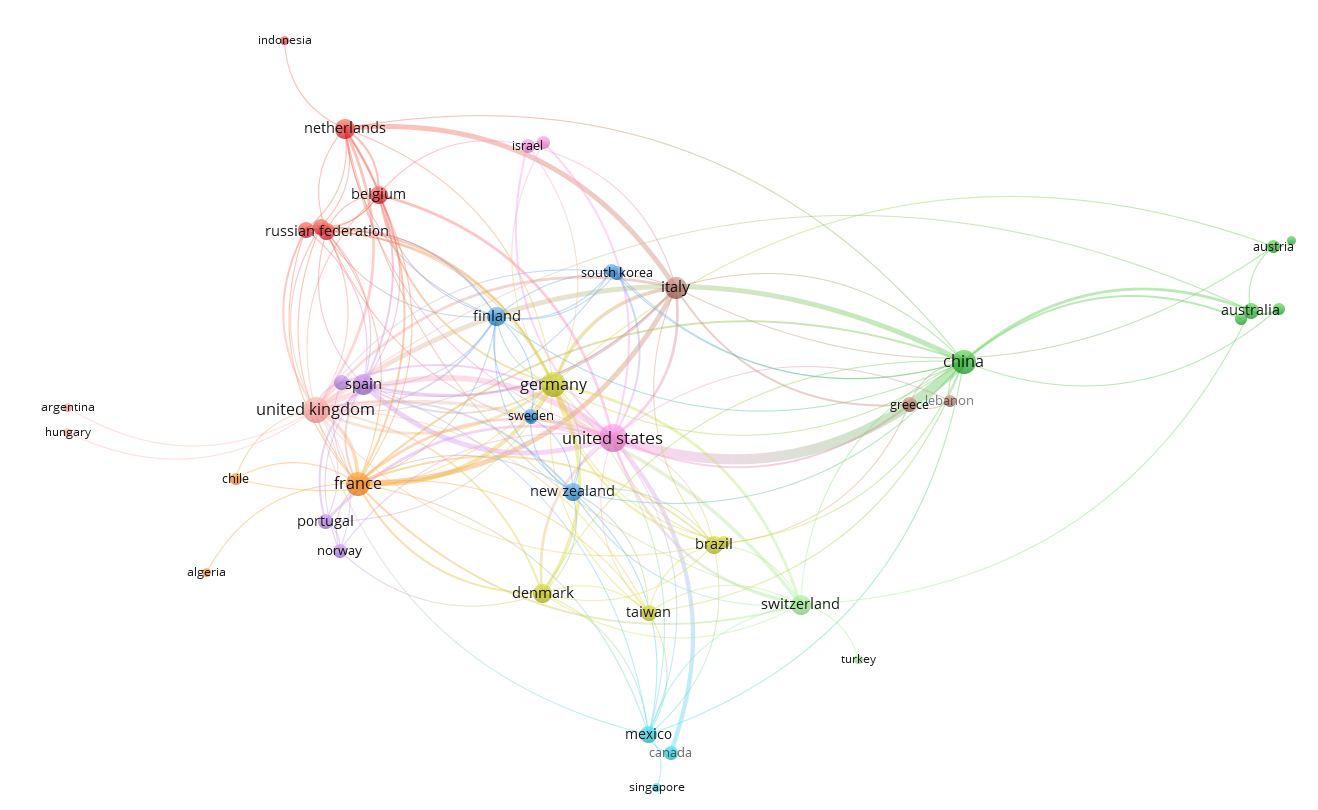 indonesia
netherlands
israel
belgium
russian federation
austria
south korea
italy
australia
finland
china
spain
germany
lebanon
greece
argentina
united kingdom
sweden
hungary
united states
chile
france
new zealand
portugal
brazil
norway
algeria
denmark
switzerland
taiwan
turkey
mexico
canada
singapore